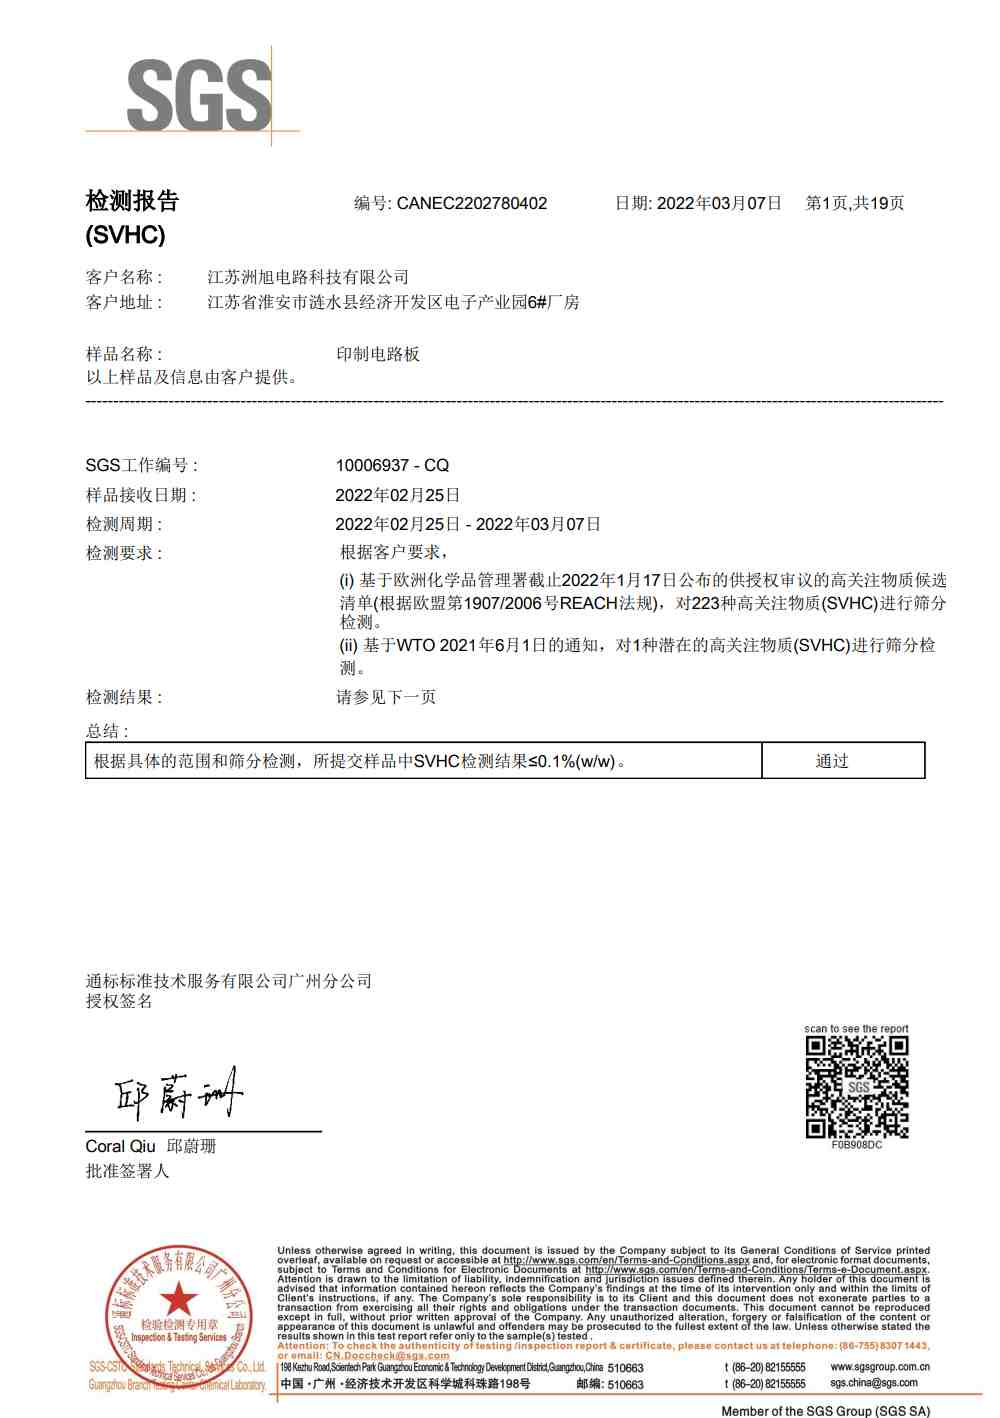 SGS
检测报告
(SVHC)
编号: CANEC2202780402
日期: 2022年03月07日
第1页,共19页
客户名称 :
江苏洲旭电路科技有限公司
客户地址 :
江苏省淮安市涟水县经济开发区电子产业园6#厂房
样品名称 :
印制电路板
以上样品及信息由客户提供。
SGS工作编号 :
10006937 - CQ
样品接收日期 :
2022年02月25日
检测周期 :
2022年02月25日 - 2022年03月07日
检测要求 :
根据客户要求，
(i) 基于欧洲化学品管理署截止2022年1月17日公布的供授权审议的高关注物质候选
清单(根据欧盟第1907/2006号REACH法规)，对223种高关注物质(SVHC)进行筛分
检测。
(ii) 基于WTO 2021年6月1日的通知，对1种潜在的高关注物质(SVHC)进行筛分检
测。
检测结果 :
请参见下一页
总结 :
根据具体的范围和筛分检测，所提交样品中SVHC检测结果≤0.1%(w/w) 。
通过
通标标准技术服务有限公司广州分公司
授权签名
邱蔚珊
Coral Qiu 邱蔚珊
批准签署人
scan to see the report
SGS
F0B908DC
通标标准技术服务有限公司广州分公司
检验检测专用章
Inspection & Testing Services
SGS-CSTC Standards Technical Services Co., Ltd.
Guangzhou Branch Testing Center Chemical Laboratory.
Unless otherwise agreed in writing, this document is issued by the Company subject to its General Conditions of Service printed
overleaf, available on request or accessible at http://www.sgs.com/en/Terms-and-Conditions.aspx and, for electronic format documents,
subject to Terms and Conditions for Electronic Documents at http://www.sgs.com/en/Terms-and-Conditions/Terms-e-Document.aspx.
Attention is drawn to the limitation of liability, indemnification and jurisdiction issues defined therein. Any holder of this document is
advised that information contained hereon reflects the Company's findings at the time of its intervention only and within the limits of
Client's instructions, if any. The Company's sole responsibility is to its Client and this document does not exonerate parties to a
transaction from exercising all their rights and obligations under the transaction documents. This document cannot be reproduced
except in full, without prior written approval of the Company. Any unauthorized alteration, forgery or falsification of the content or
appearance of this document is unlawful and offenders may be prosecuted to the fullest extent of the law. Unless otherwise stated the
results shown in this test report refer only to the sample(s) tested .
Attention: To check the authenticity of testing /inspection report & certificate, please contact us at telephone: (86-755) 8307 1443,
or email: CN.Doccheck@sgs.com
198 Kezhu Road,Scientech Park Guangzhou Economic & Technology Development District,Guangzhou,China 510663
t (86–20) 82155555
www.sgsgroup.com.cn
中国 · 广州 · 经济技术开发区科学城科珠路198号
邮编: 510663
t (86–20) 82155555
sgs.china@sgs.com
Member of the SGS Group (SGS SA)